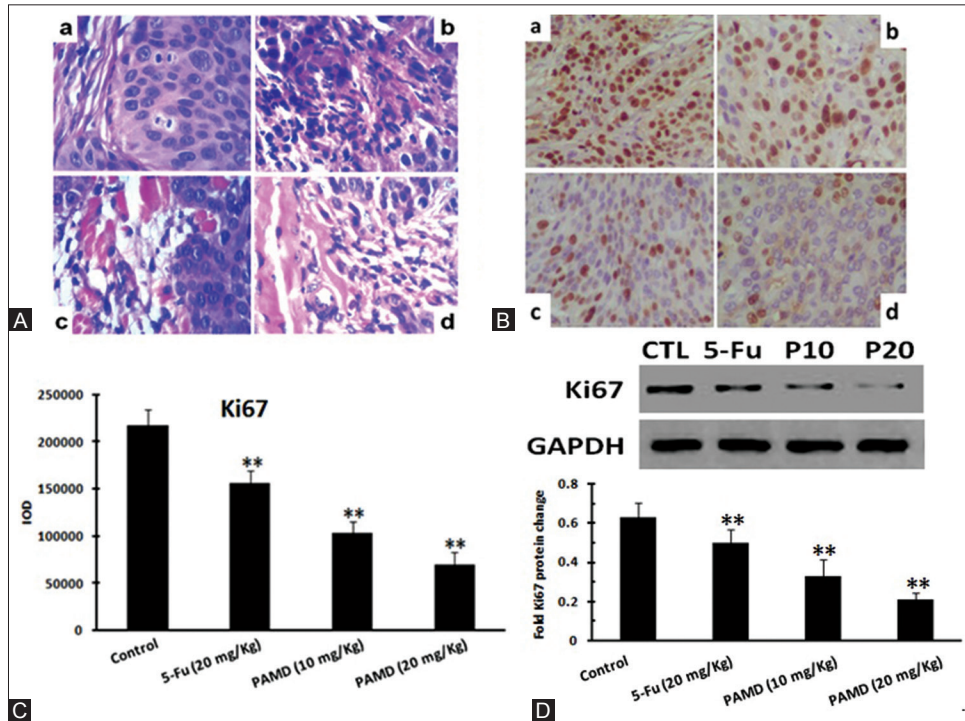 a
b
c
d
A
a
b
c
d
B
Ki67
250000
200000
150000
100000
50000
0
IOD
**
**
**
Control
5-Fu (20 mg/Kg)
PAMD (10 mg/Kg)
PAMD (20 mg/Kg)
C
CTL 5-Fu P10 P20
Ki67
GAPDH
0.8
0.6
0.4
0.2
0
Fold Ki67 protein change
**
**
**
Control
5-Fu (20 mg/Kg)
PAMD (10 mg/Kg)
PAMD (20 mg/Kg)
D